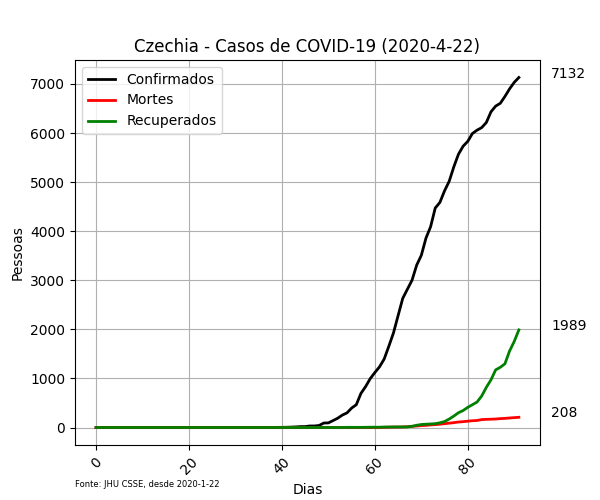 Czechia - Casos de COVID-19 (2020-4-22)
Confirmados
Mortes
Recuperados
7132
1989
208
7000
6000
5000
4000
3000
2000
1000
0
Pessoas
0
20
40
60
80
Dias
Fonte: JHU CSSE, desde 2020-1-22